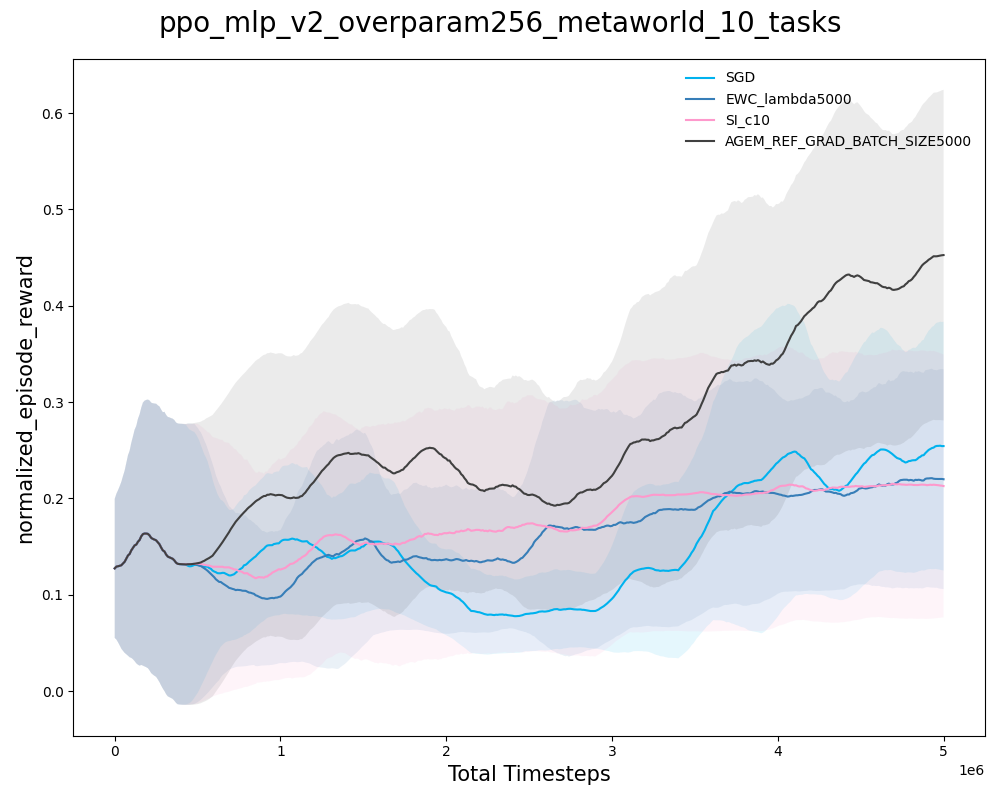 ppo_mlp_v2_overparam256_metaworld_10_tasks
SGD
EWC_lambda5000
SI_c10
AGEM_REF_GRAD_BATCH_SIZE5000
normalized_episode_reward
0.6
0.5
0.4
0.3
0.2
0.1
0.0
0 1 2 3 4 5
1e6
Total Timesteps